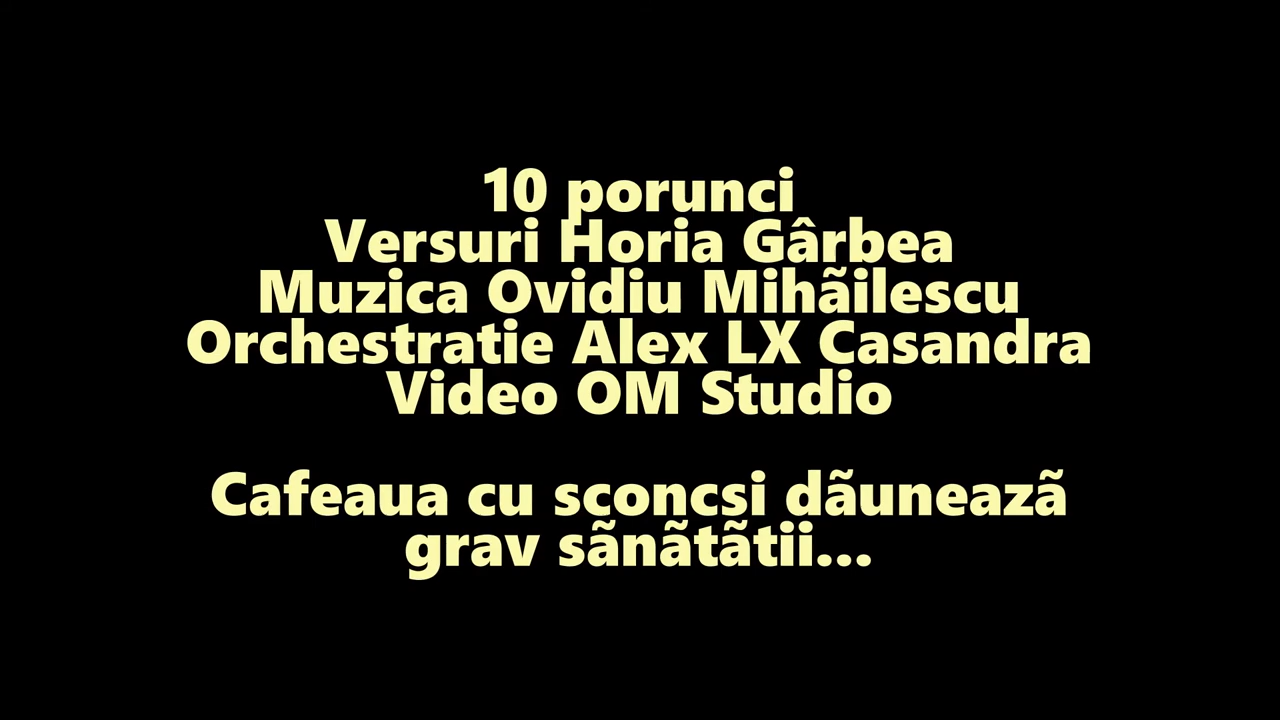 10 porunci
Versuri Horia Gârbea
Muzica Ovidiu Mihãilescu
Orchestratie Alex LX Casandra
Video OM Studio
Cafeaua cu sconcsi dãuneazã
grav sãnãtãtii...